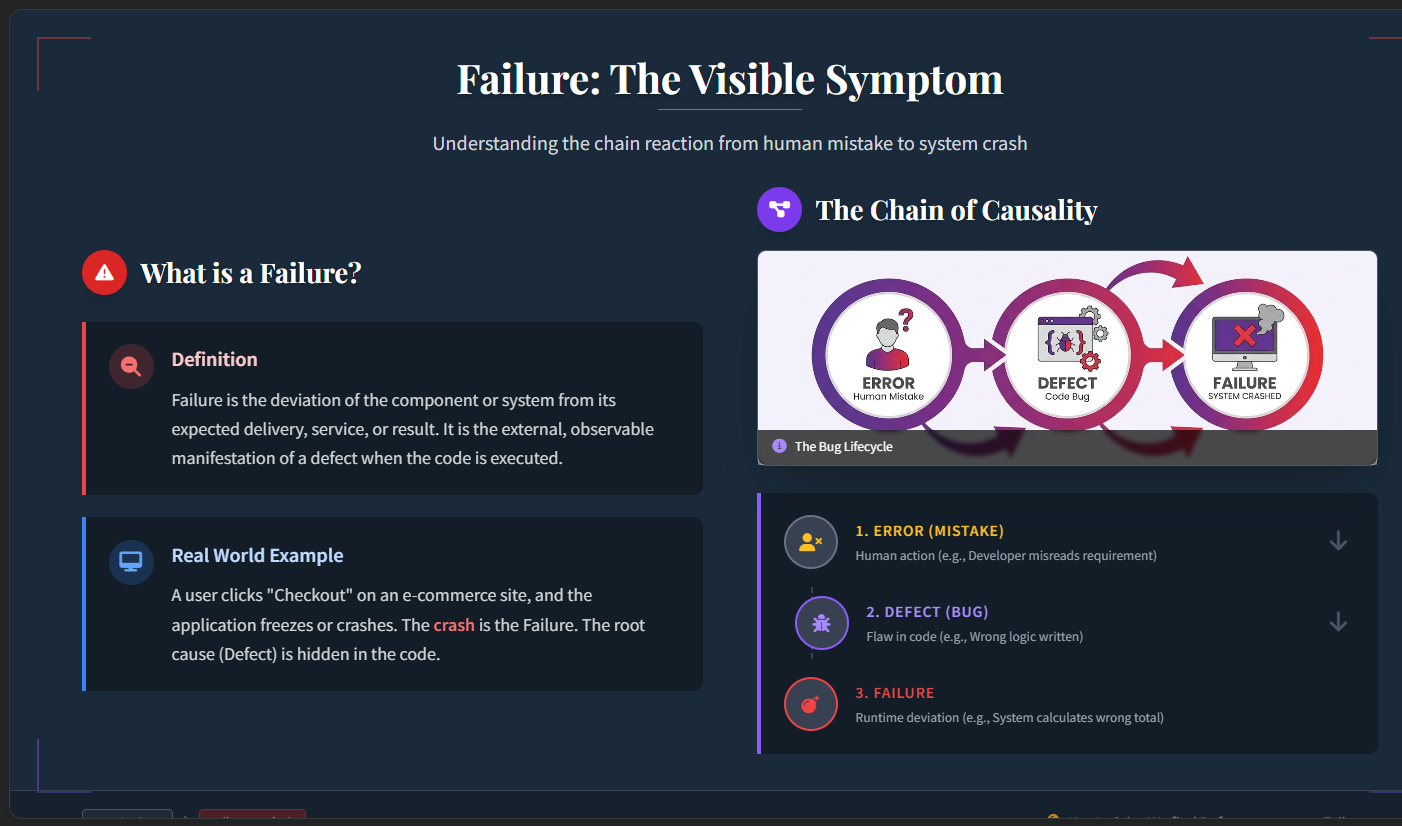 Failure: The Visible Symptom
Understanding the chain reaction from human mistake to system crash
What is a Failure?
Definition
Failure is the deviation of the component or system from its
expected delivery, service, or result. It is the external, observable
manifestation of a defect when the code is executed.
Real World Example
A user clicks "Checkout" on an e-commerce site, and the
application freezes or crashes. The crash is the Failure. The root
cause (Defect) is hidden in the code.
The Chain of Causality
ERROR
Human Mistake
DEFECT
Code Bug
FAILURE
SYSTEM CRASHED
The Bug Lifecycle
1. ERROR (MISTAKE)
Human action (e.g., Developer misreads requirement)
2. DEFECT (BUG)
Flaw in code (e.g., Wrong logic written)
3. FAILURE
Runtime deviation (e.g., System calculates wrong total)